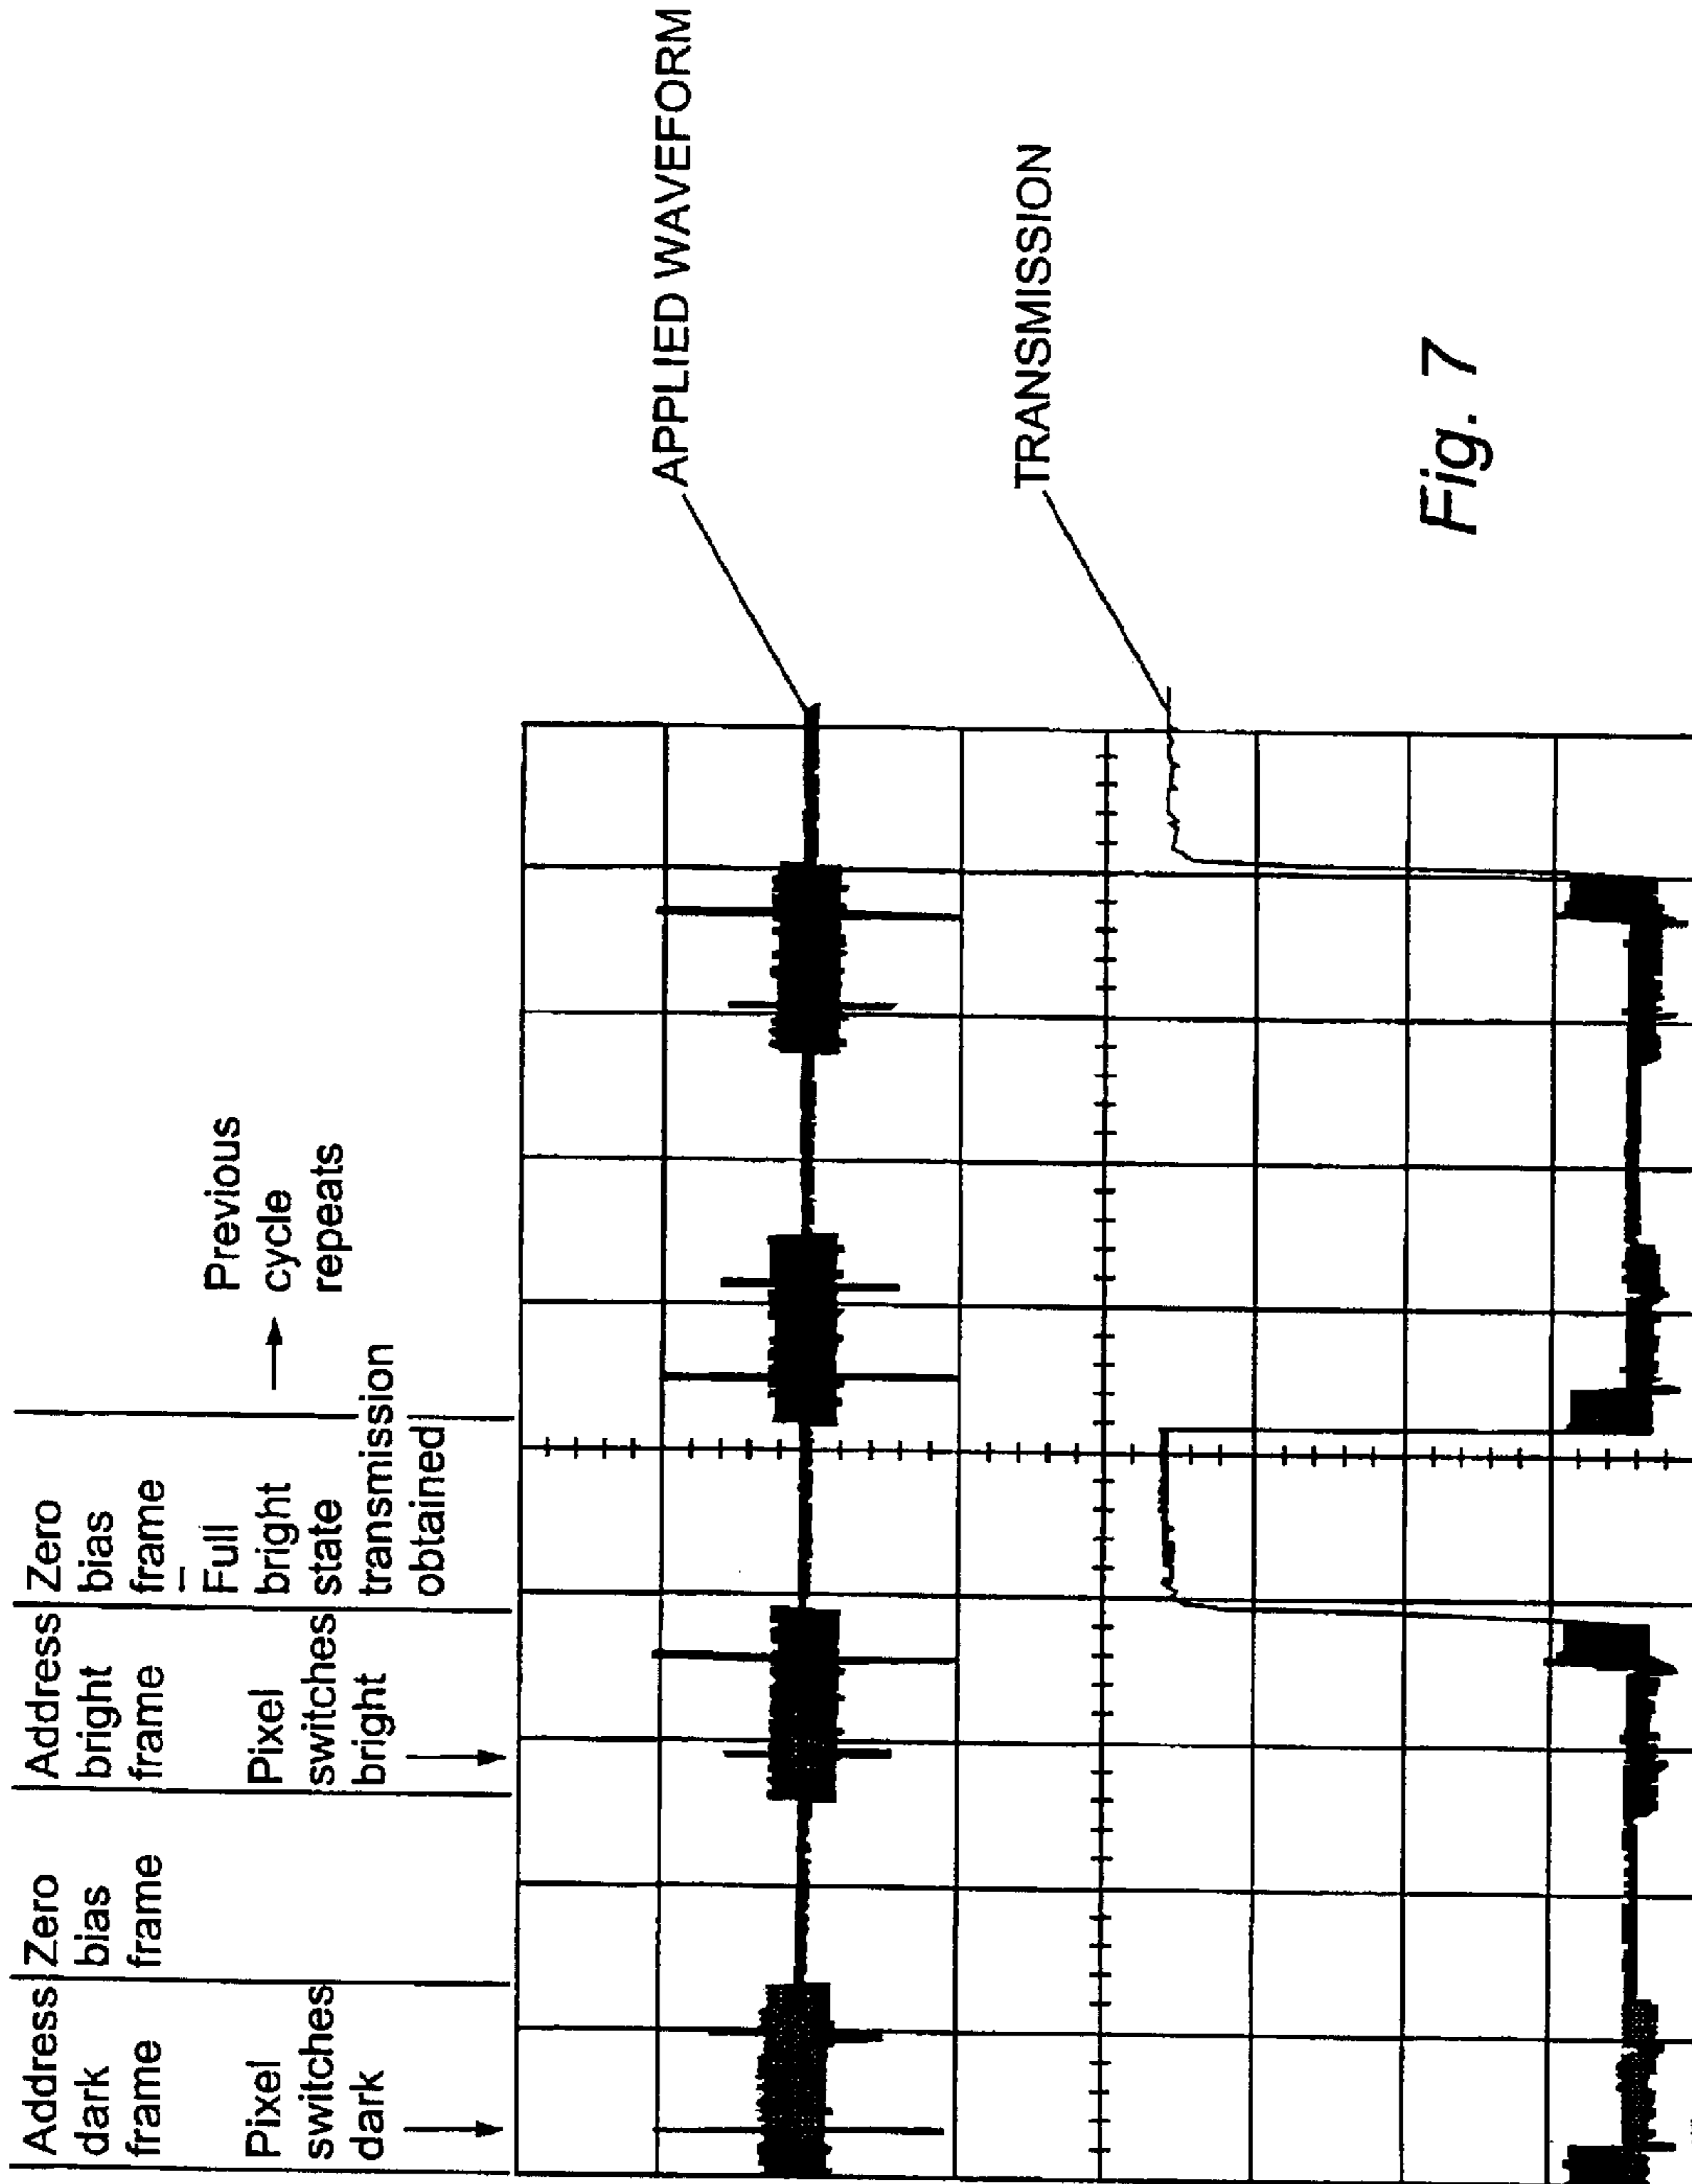 Address
dark
frame
Pixel
switches
dark
Zero
bias
frame
Address
bright
frame
Pixel
switches
bright
Zero
bias
frame
–
Full
bright
state
transmission
obtained
Previous
cycle
repeats
APPLIED WAVEFORM
TRANSMISSION
Fig. 7